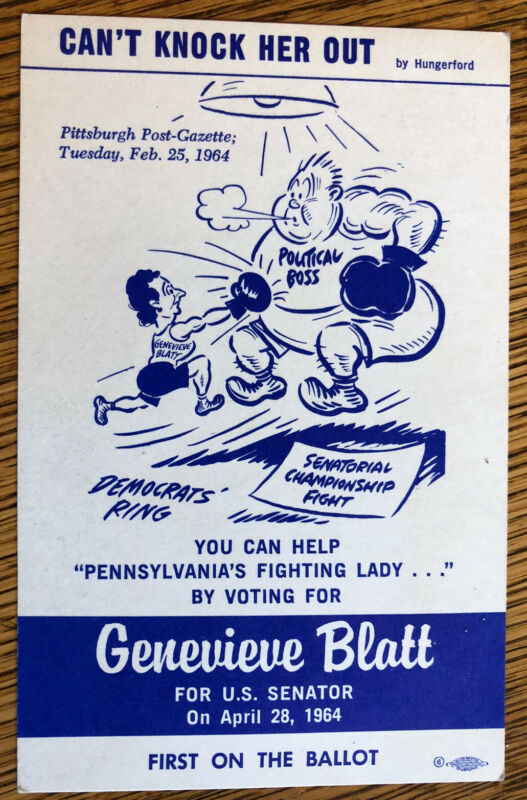 CAN'T KNOCK HER OUT
by Hungerford
Pittsburgh Post-Gazette;
Tuesday, Feb. 25, 1964
POLITICAL
BOSS
GENEVIEVE
BLATT
SENATORIAL
CHAMPIONSHIP
FIGHT
DEMOCRATS'
RING
YOU CAN HELP
"PENNSYLVANIA'S FIGHTING LADY . . ."
BY VOTING FOR
Genevieve Blatt
FOR U.S. SENATOR
On April 28, 1964
FIRST ON THE BALLOT
6